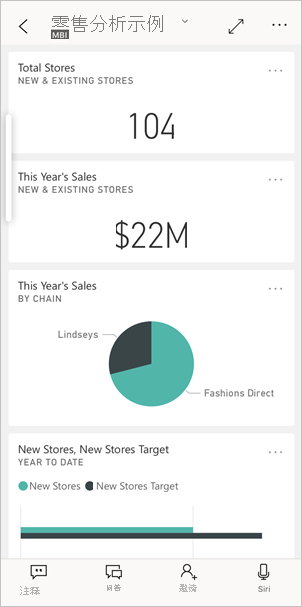 零售分析示例
MBI
Total Stores
NEW & EXISTING STORES
104
This Year's Sales
NEW & EXISTING STORES
$22M
This Year's Sales
BY CHAIN
Lindseys
Fashions Direct
New Stores, New Stores Target
YEAR TO DATE
New Stores New Stores Target
注释 问答 邀请 Siri